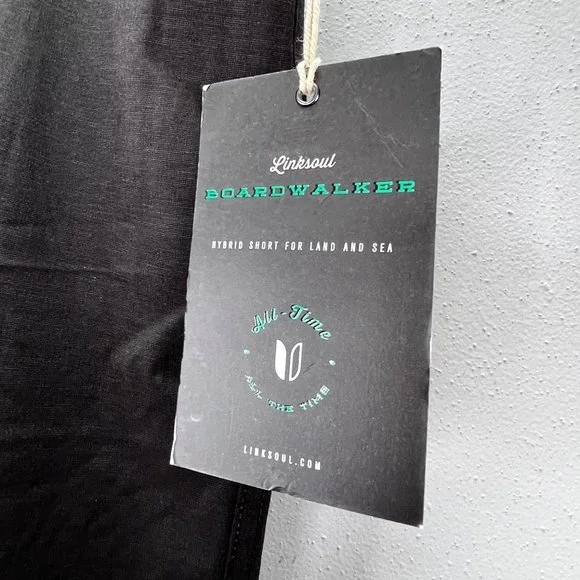 Linksoul
BOARDWALKER
HYBRID SHORT FOR LAND AND SEA
All-Time
ALL THE TIME
LINKSOUL.COM